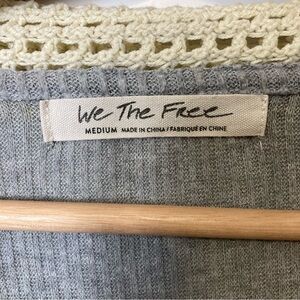 We The Free
MEDIUM MADE IN CHINA / FABRIQUÉ EN CHINE